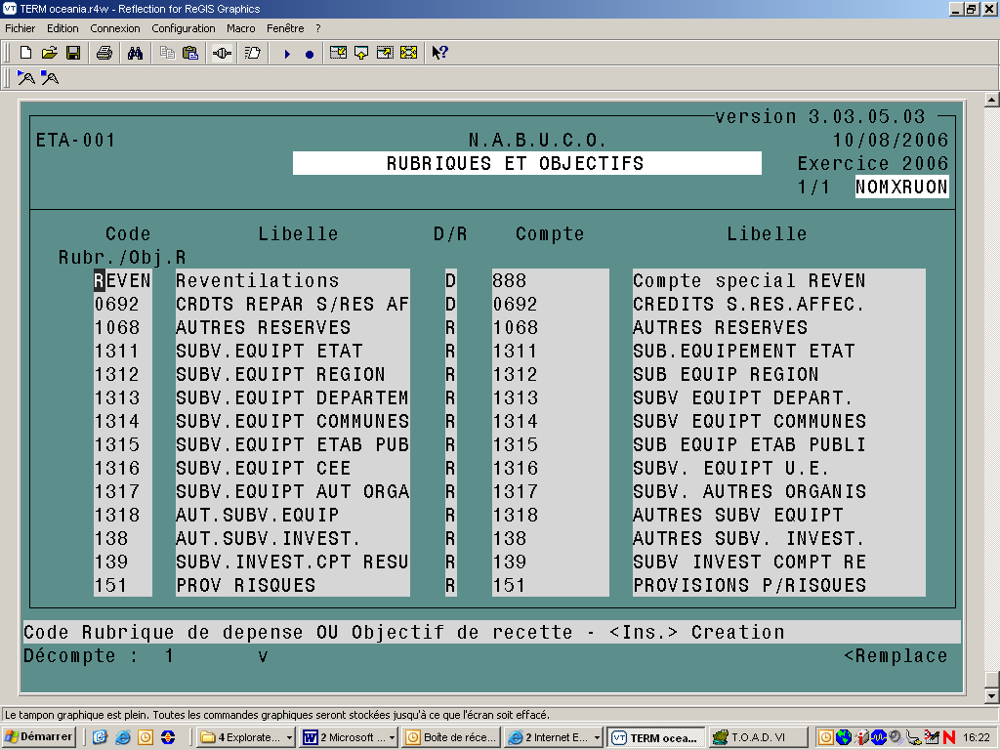 TERM oceania.r4w - Reflection for ReGIS Graphics
Fichier Edition Connexion Configuration Macro Fenêtre ?
version 3.03.05.03
ETA-001 N.A.B.U.C.O. 10/08/2006
RUBRIQUES ET OBJECTIFS Exercice 2006
1/1 NOMXRUON
Code Libelle D/R Compte Libelle
Rubr./Obj.R
REVEN Reventilations D 888 Compte special REVEN
0692 CRDTS REPAR S/RES AF D 0692 CREDITS S.RES.AFFEC.
1068 AUTRES RESERVES R 1068 AUTRES RESERVES
1311 SUBV.EQUIPT ETAT R 1311 SUB.EQUIPEMENT ETAT
1312 SUBV.EQUIPT REGION R 1312 SUB EQUIP REGION
1313 SUBV.EQUIPT DEPARTEM R 1313 SUBV EQUIPT DEPART.
1314 SUBV.EQUIPT COMMUNES R 1314 SUBV EQUIPT COMMUNES
1315 SUBV.EQUIPT ETAB PUB R 1315 SUB EQUIP ETAB PUBLI
1316 SUBV.EQUIPT CEE R 1316 SUBV. EQUIPT U.E.
1317 SUBV.EQUIPT AUT ORGA R 1317 SUBV. AUTRES ORGANIS
1318 AUT.SUBV.EQUIP R 1318 AUTRES SUBV EQUIPT
138 AUT.SUBV.INVEST. R 138 AUTRES SUBV. INVEST.
139 SUBV.INVEST.CPT RESU R 139 SUBV INVEST COMPT RE
151 PROV RISQUES R 151 PROVISIONS P/RISQUES
Code Rubrique de depense OU Objectif de recette - <Ins.> Creation
Décompte : 1 v <Remplace
Le tampon graphique est plein. Toutes les commandes graphiques seront stockées jusqu'à ce que l'écran soit effacé.
Démarrer 4 Explorate... 2 Microsoft ... Boîte de réce... 2 Internet E... TERM ocea... T.O.A.D. VI 16:22